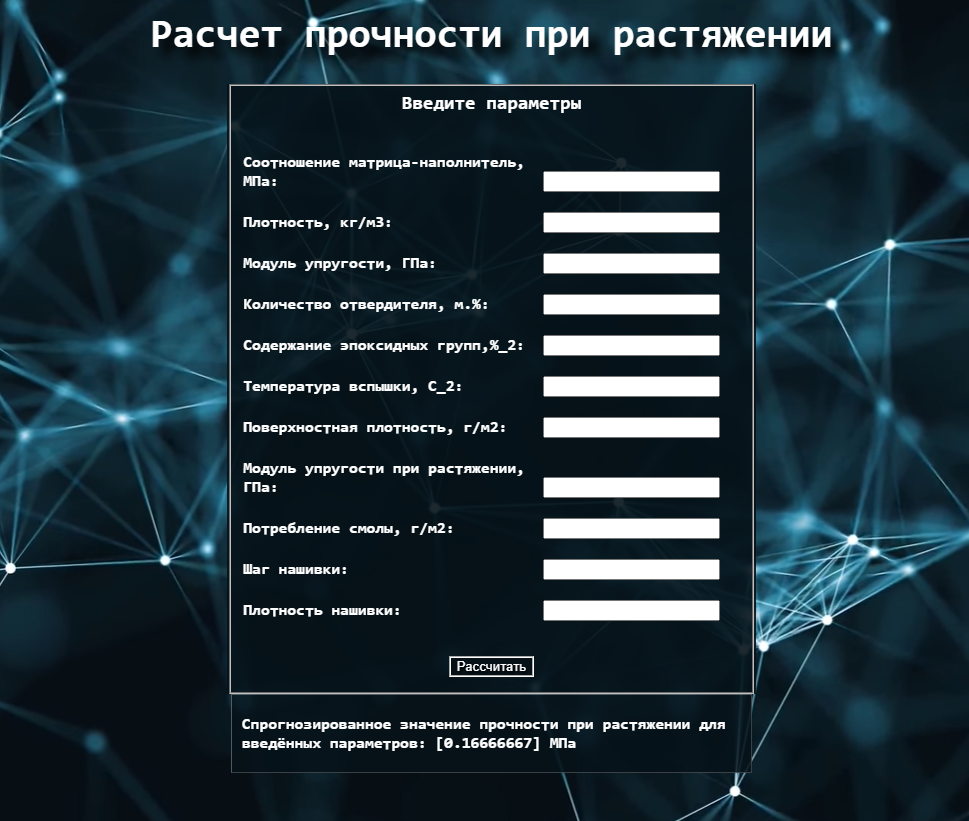 Расчет прочности при растяжении
Введите параметры
Соотношение матрица-наполнитель,
МПа:
Плотность, кг/м3:
Модуль упругости, ГПа:
Количество отвердителя, м.%:
Содержание эпоксидных групп,%_2:
Температура вспышки, С_2:
Поверхностная плотность, г/м2:
Модуль упругости при растяжении,
ГПа:
Потребление смолы, г/м2:
Шаг нашивки:
Плотность нашивки:
Рассчитать
Спрогнозированное значение прочности при растяжении для
введённых параметров: [0.16666667] МПа